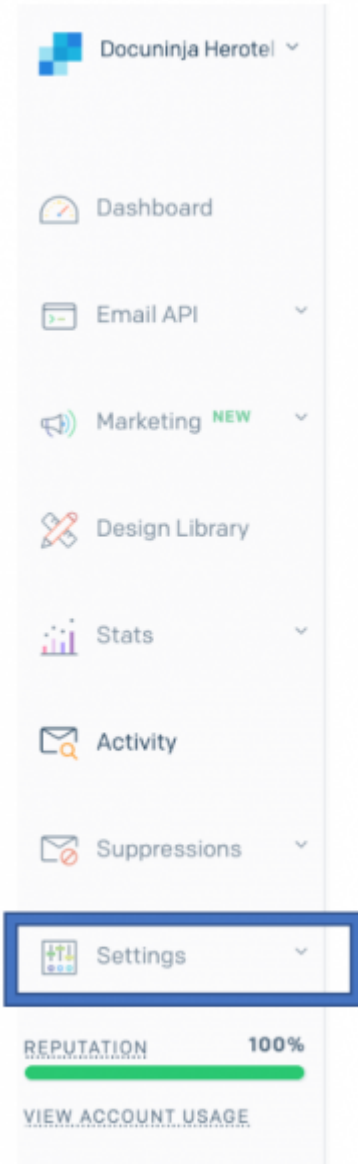 Docuninja Herotel
Dashboard
Email API
Marketing NEW
Design Library
Stats
Activity
Suppressions
Settings
REPUTATION 100%
VIEW ACCOUNT USAGE